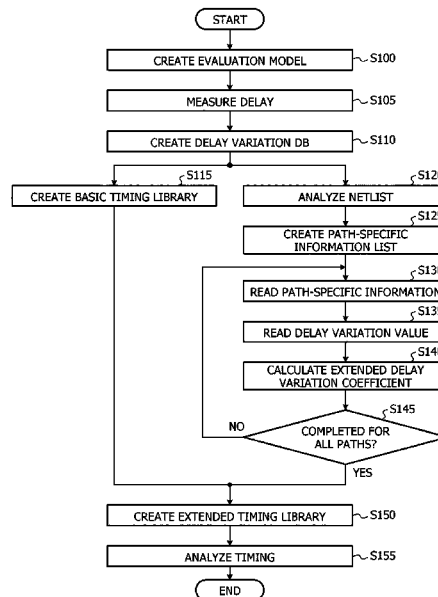 START
CREATE EVALUATION MODEL
S100
MEASURE DELAY
S105
CREATE DELAY VARIATION DB
S110
S115
CREATE BASIC TIMING LIBRARY
ANALYZE NETLIST
CREATE PATH-SPECIFIC
INFORMATION LIST
READ PATH-SPECIFIC INFORMATION
READ DELAY VARIATION VALUE
CALCULATE EXTENDED DELAY
VARIATION COEFFICIENT
S145
NO
COMPLETED FOR
ALL PATHS?
YES
CREATE EXTENDED TIMING LIBRARY
S150
ANALYZE TIMING
S155
END